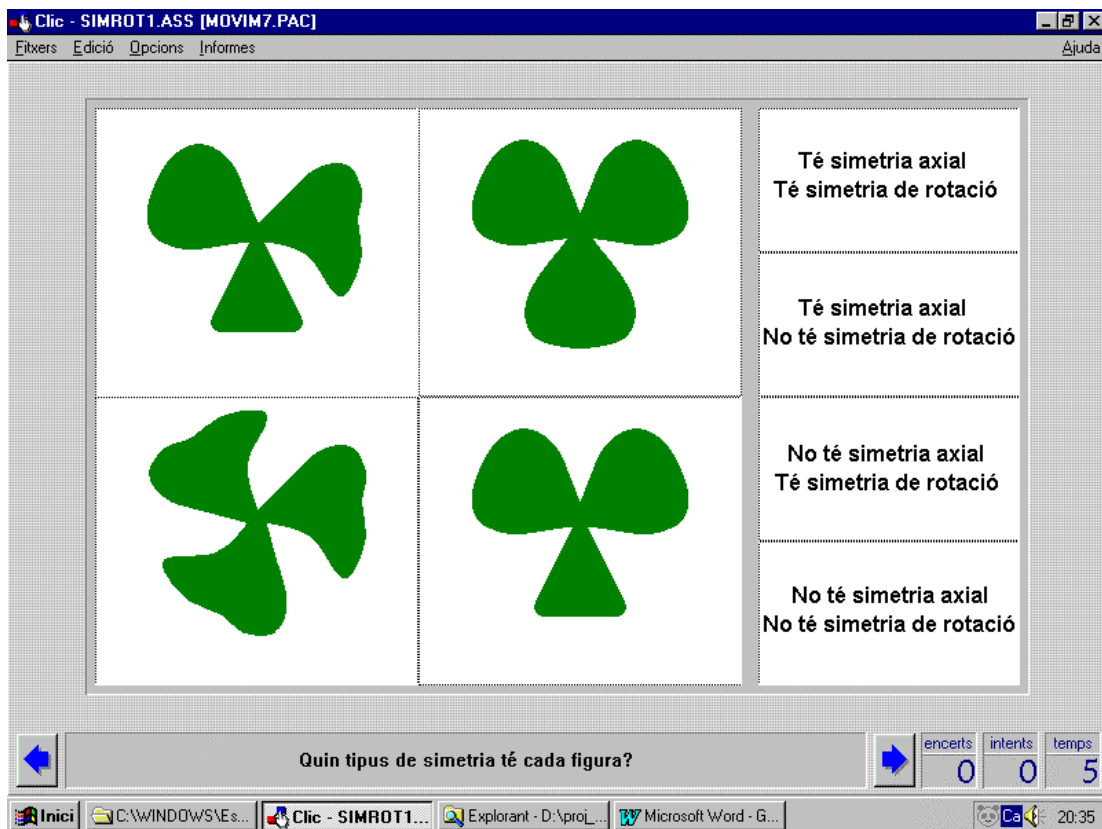 Clic - SIMROT1.ASS [MOVIM7.PAC]
Fitxers Edició Opcions Informes Ajuda
Té simetria axial
Té simetria de rotació
Té simetria axial
No té simetria de rotació
No té simetria axial
Té simetria de rotació
No té simetria axial
No té simetria de rotació
Quin tipus de simetria té cada figura?
encerts intents temps
0 0 5
Inici C:\WINDOWS\Es... Clic - SIMROT1... Explorant - D:\proj_... Microsoft Word - G... Ca 20:35